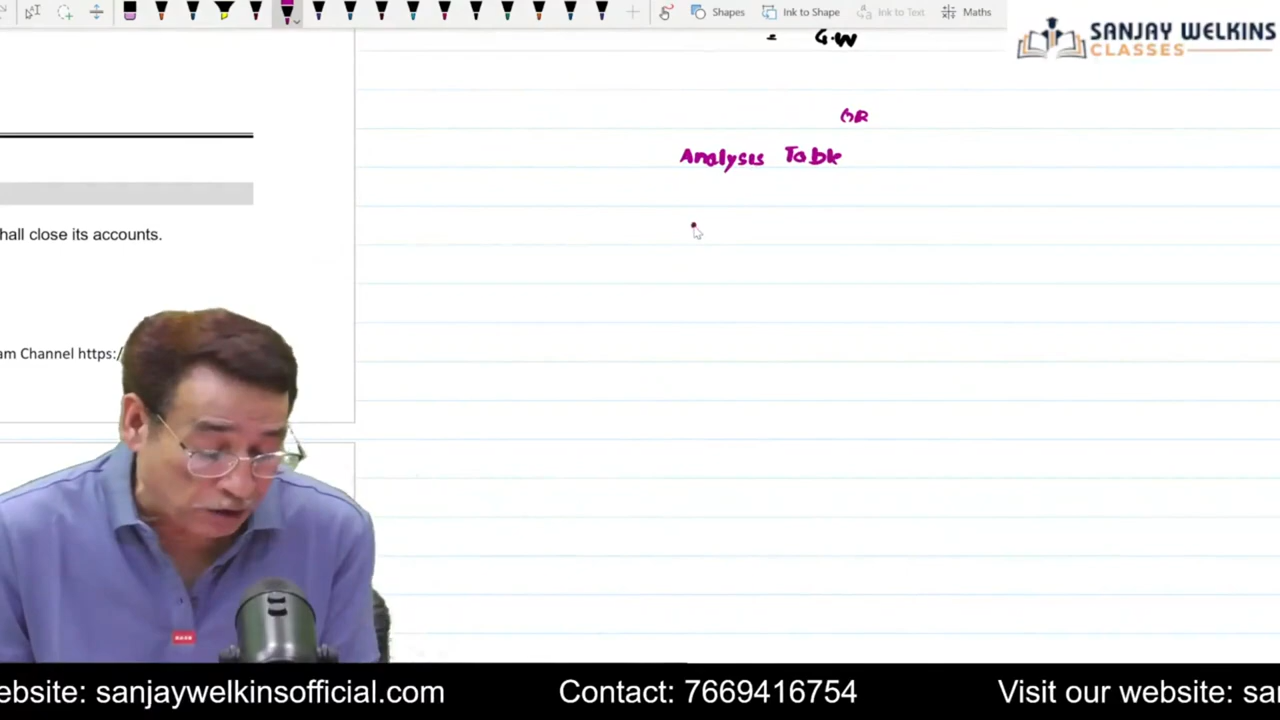 Shapes Ink to Shape Ink to Text Maths
SANJAY WELKINS
CLASSES
= G.W
OR
Analysis Table
hall close its accounts.
am Channel https:/
ebsite: sanjaywelkinsofficial.com Contact: 7669416754 Visit our website: sa